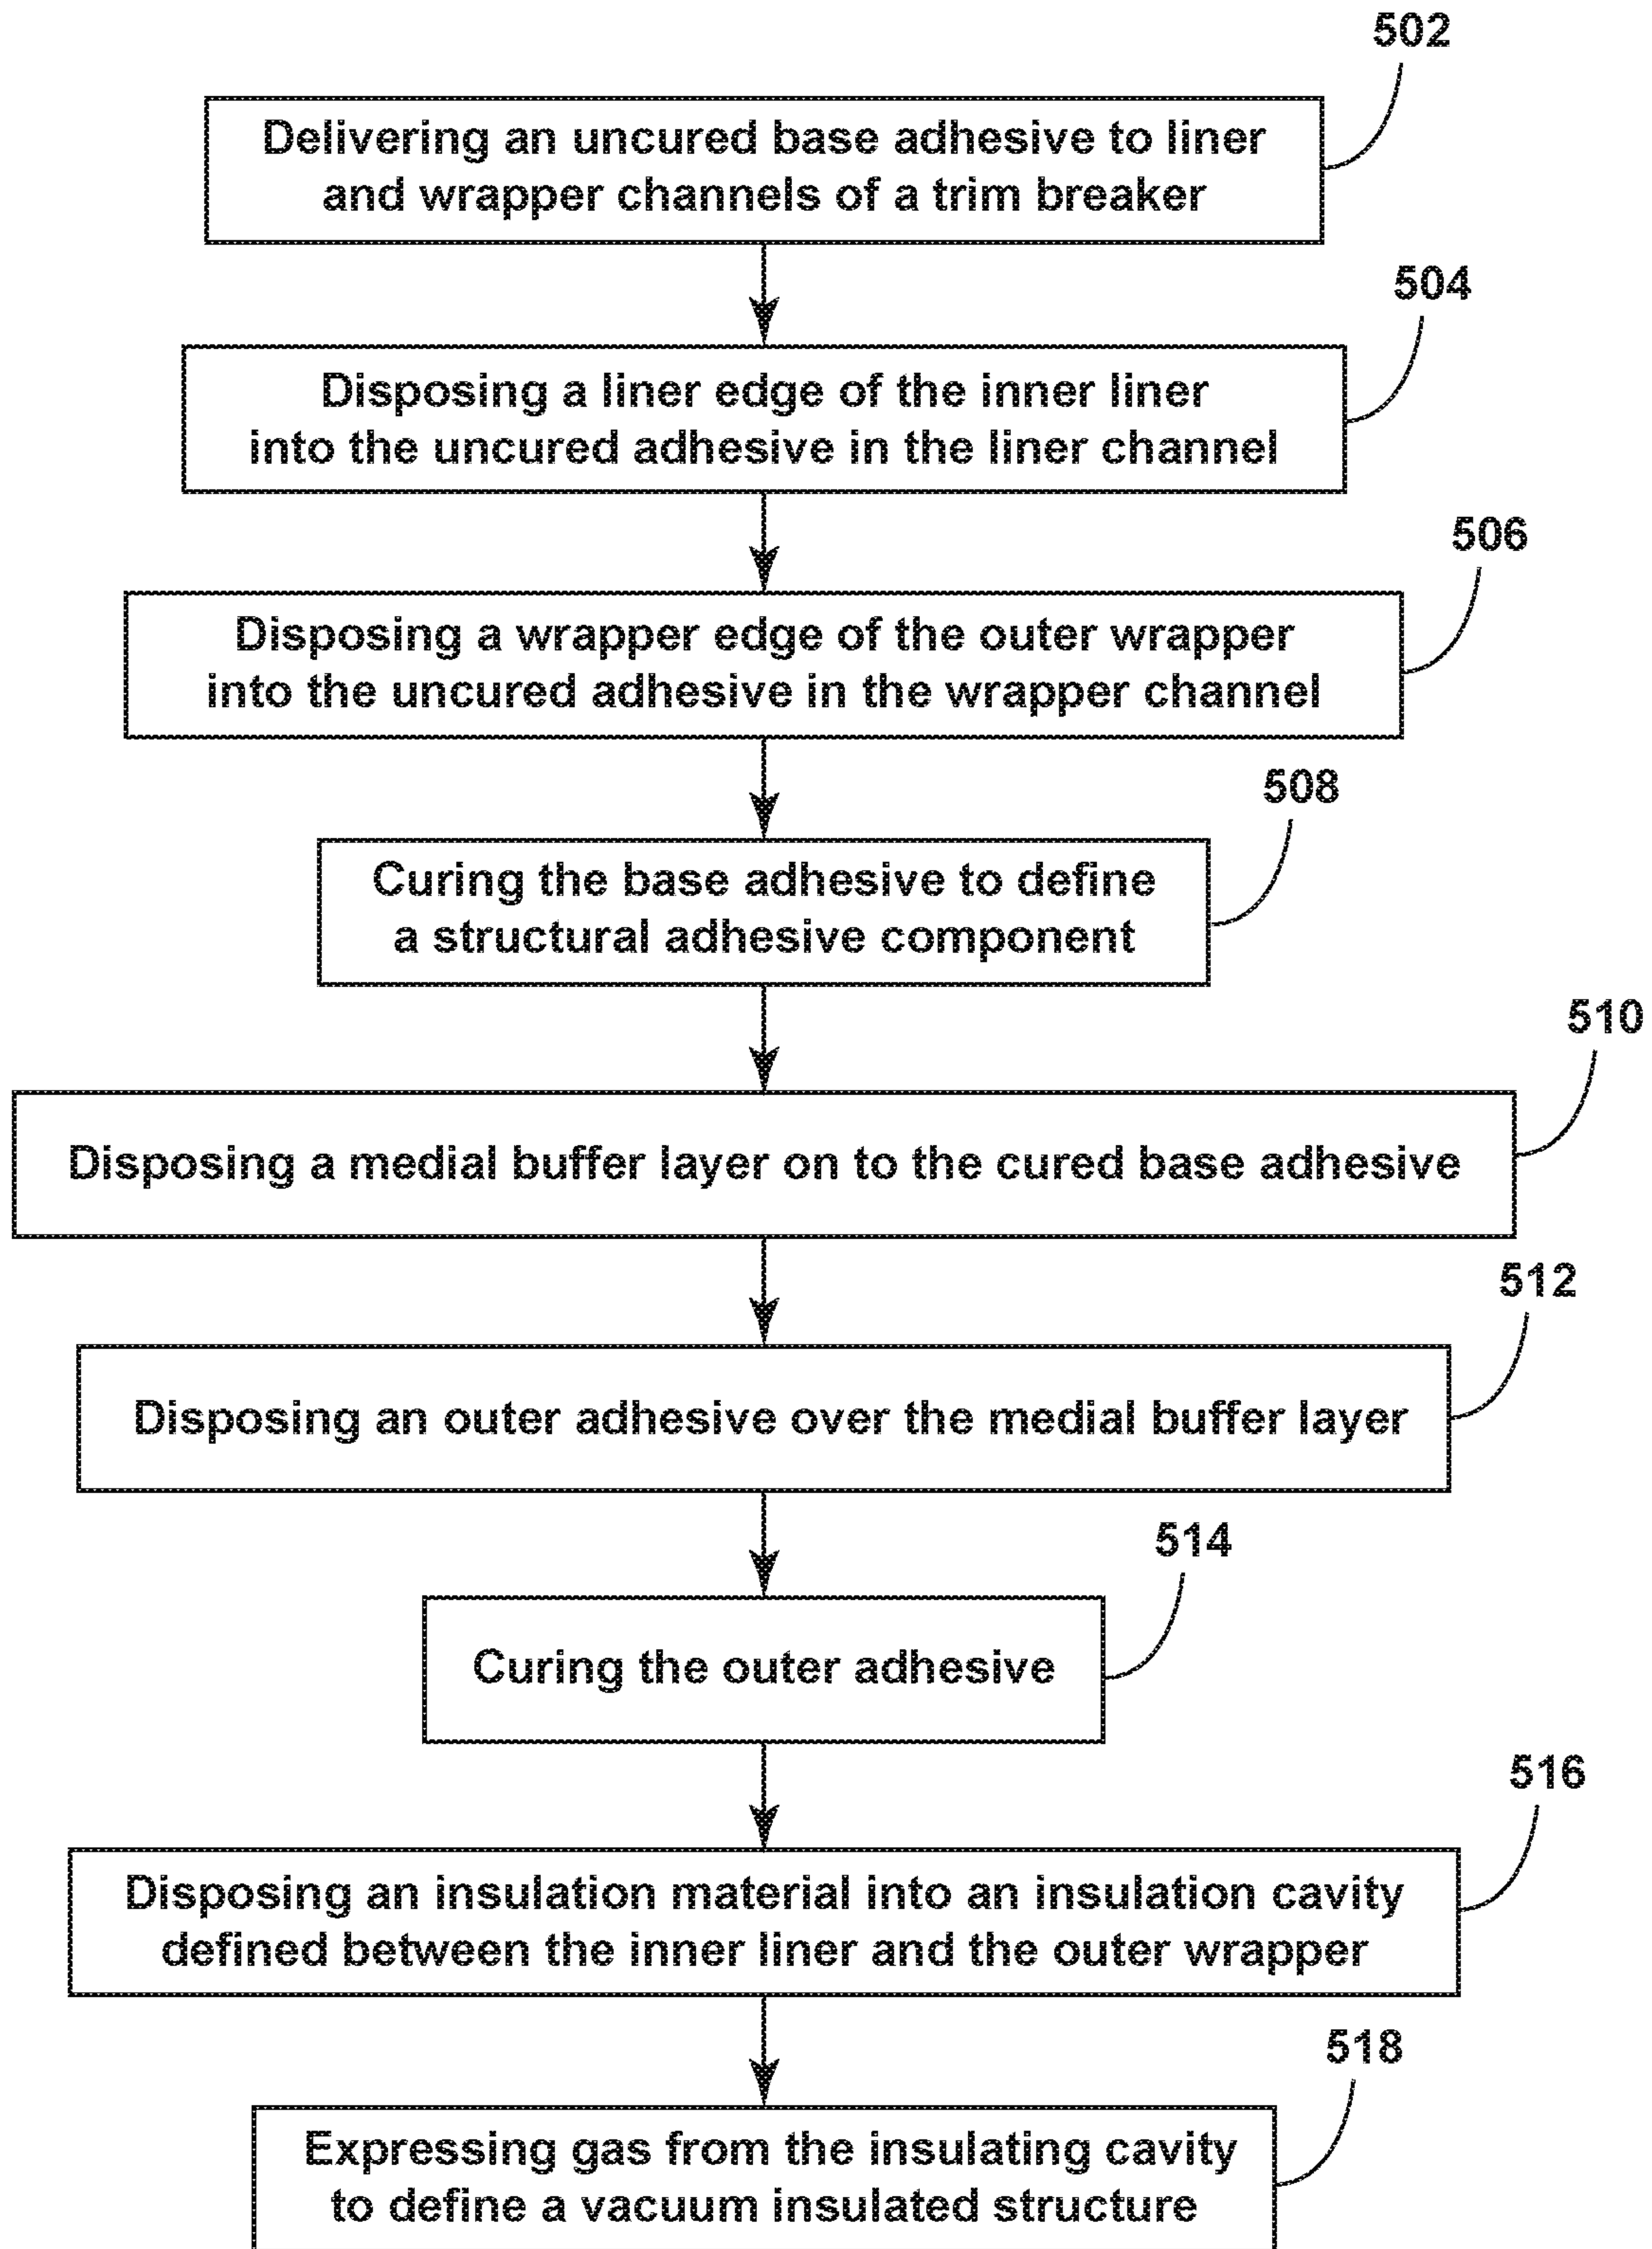 502
Delivering an uncured base adhesive to liner
and wrapper channels of a trim breaker
504
Disposing a liner edge of the inner liner
into the uncured adhesive in the liner channel
506
Disposing a wrapper edge of the outer wrapper
into the uncured adhesive in the wrapper channel
508
Curing the base adhesive to define
a structural adhesive component
510
Disposing a medial buffer layer on to the cured base adhesive
512
Disposing an outer adhesive over the medial buffer layer
514
Curing the outer adhesive
516
Disposing an insulation material into an insulation cavity
defined between the inner liner and the outer wrapper
518
Expressing gas from the insulating cavity
to define a vacuum insulated structure